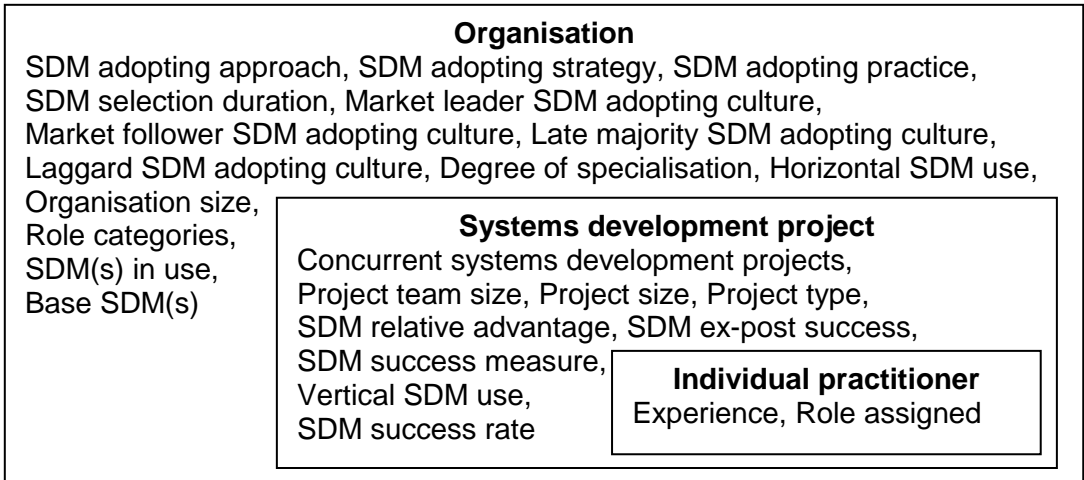 Organisation
SDM adopting approach, SDM adopting strategy, SDM adopting practice,
SDM selection duration, Market leader SDM adopting culture,
Market follower SDM adopting culture, Late majority SDM adopting culture,
Laggard SDM adopting culture, Degree of specialisation, Horizontal SDM use,
Organisation size,
Role categories,
SDM(s) in use,
Base SDM(s)
Systems development project
Concurrent systems development projects,
Project team size, Project size, Project type,
SDM relative advantage, SDM ex-post success,
SDM success measure,
Vertical SDM use,
SDM success rate
Individual practitioner
Experience, Role assigned